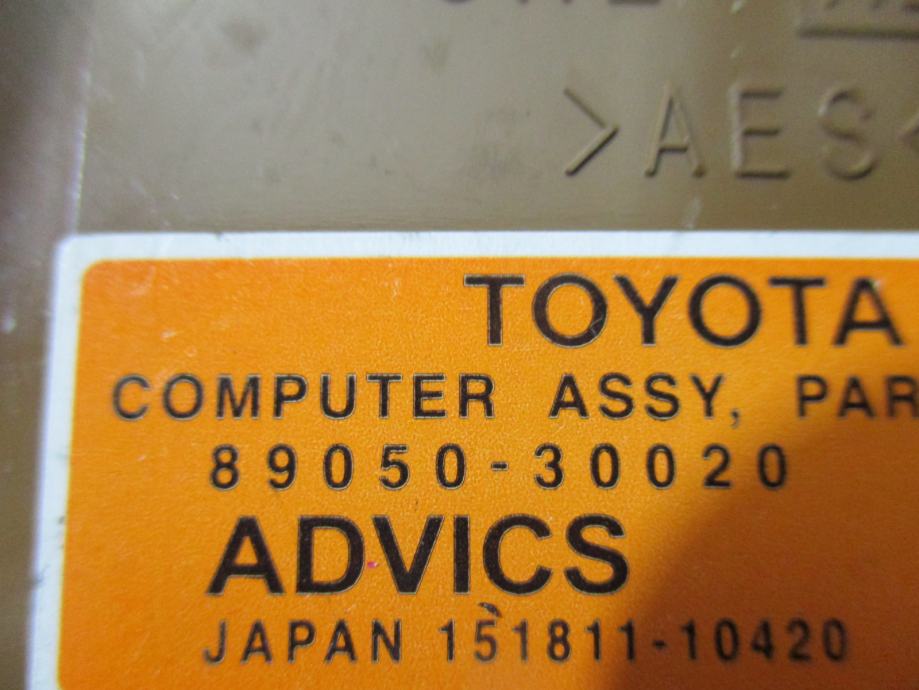 >AES<
TOYOTA
COMPUTER ASSY, PAR
89050-30020
ADVICS
JAPAN 151811-10420